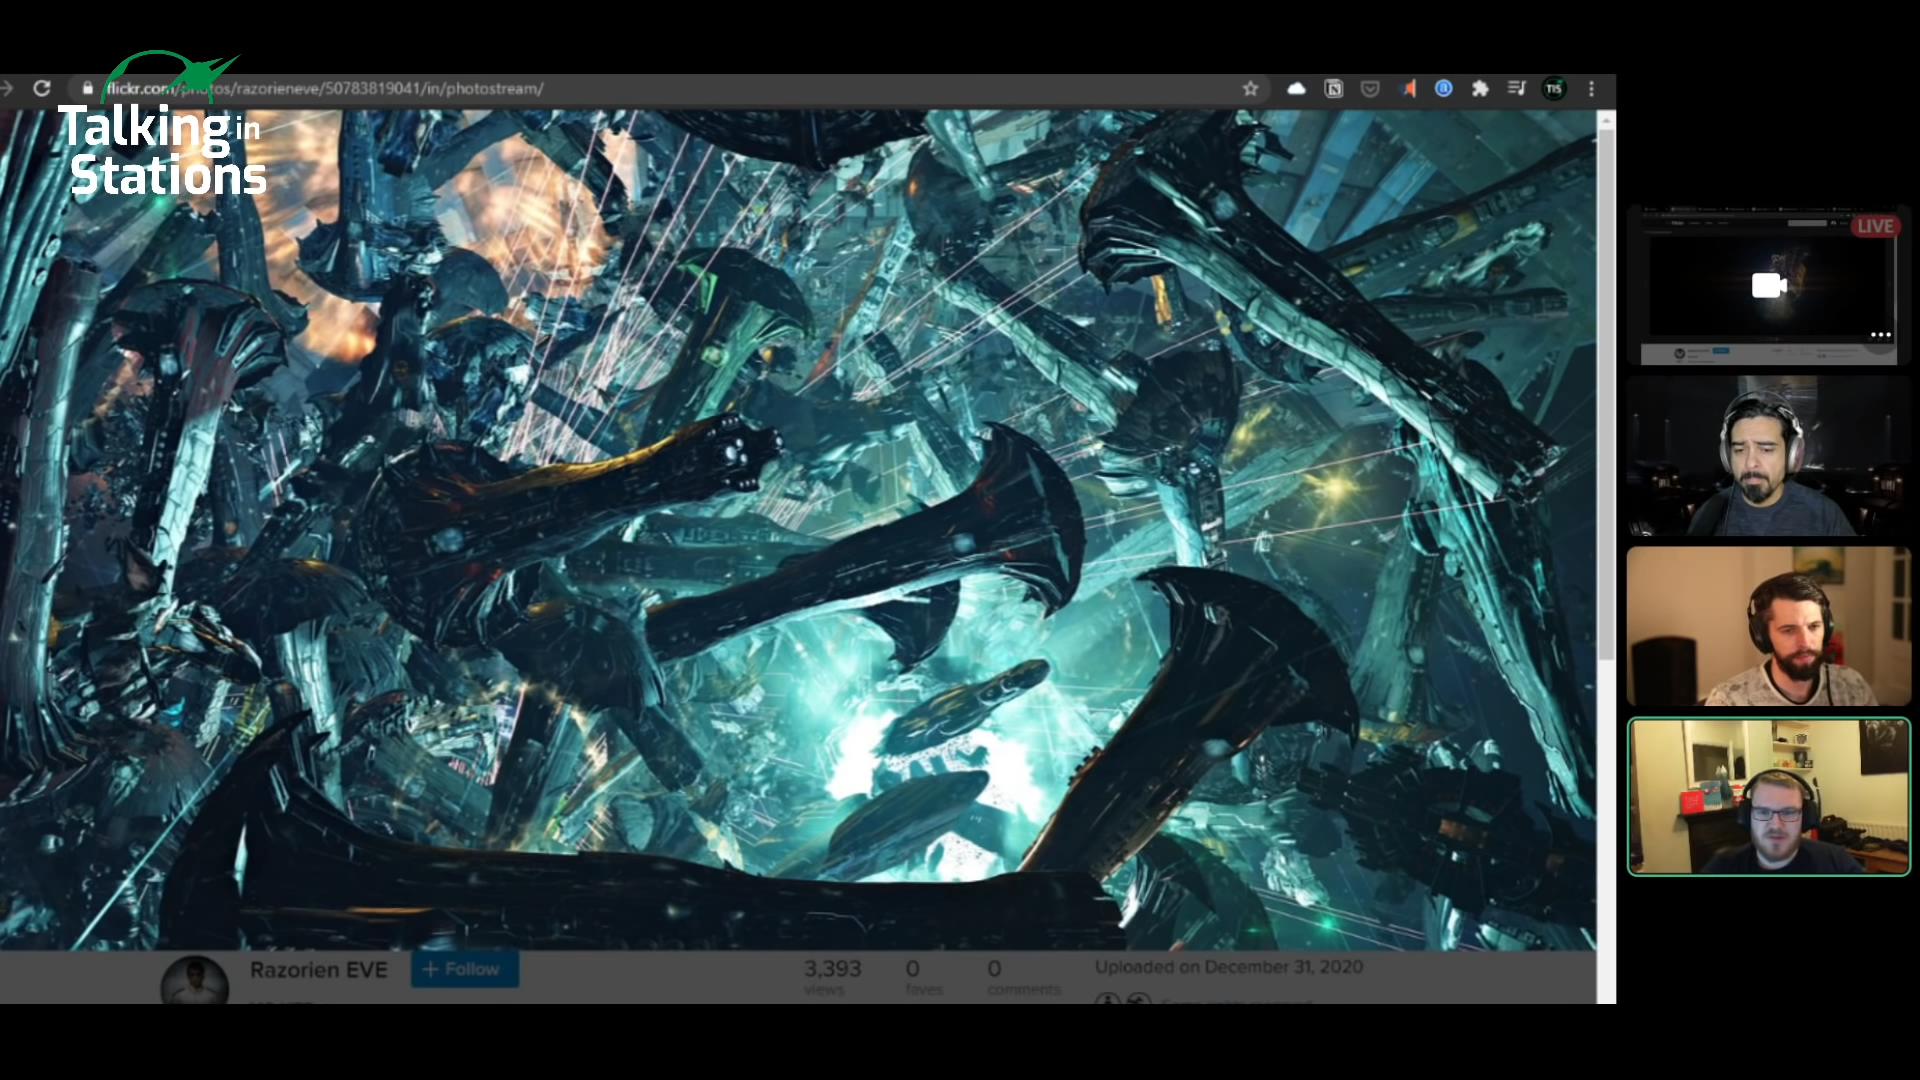 flickr.com/photos/razorieneve/50783819041/in/photostream/
TIS
Talking in
Stations
LIVE
Razorien EVE
+ Follow
3,393
views
0
faves
0
comments
Uploaded on December 31, 2020